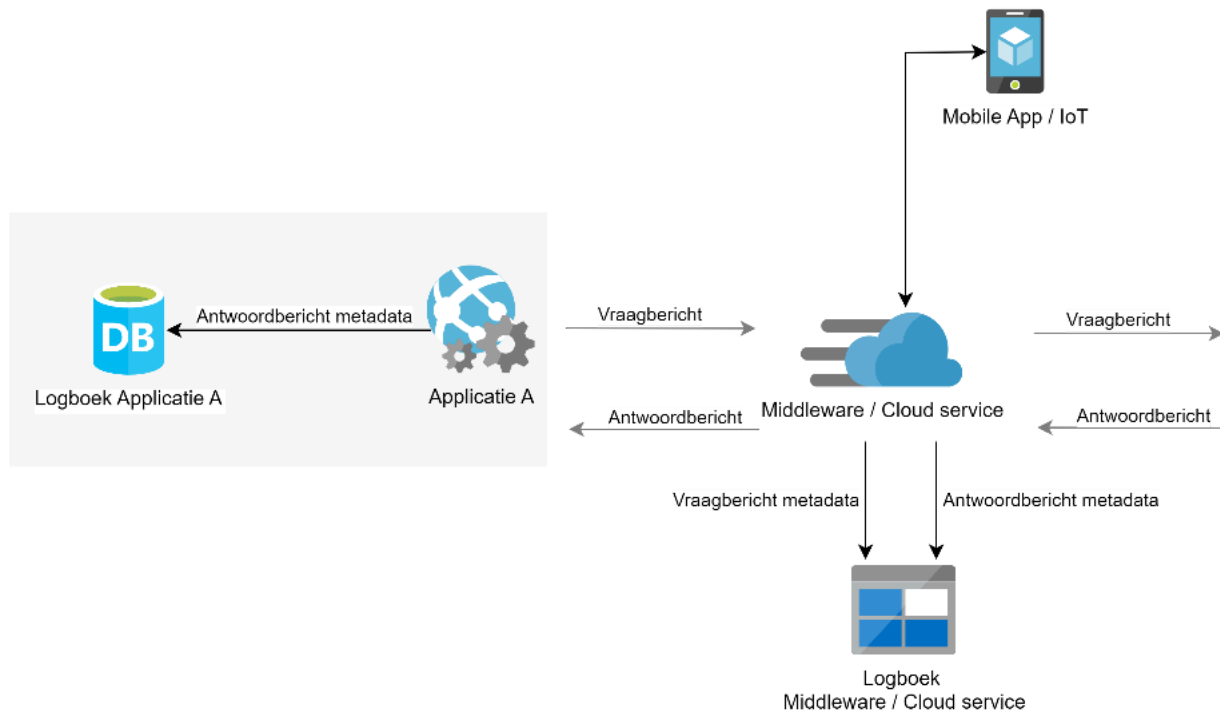 Mobile App / IoT
DB
Antwoordbericht metadata
Logboek Applicatie A
Applicatie A
Vraagbericht
Antwoordbericht
Middleware / Cloud service
Vraagbericht
Antwoordbericht
Vraagbericht metadata
Antwoordbericht metadata
Logboek
Middleware / Cloud service